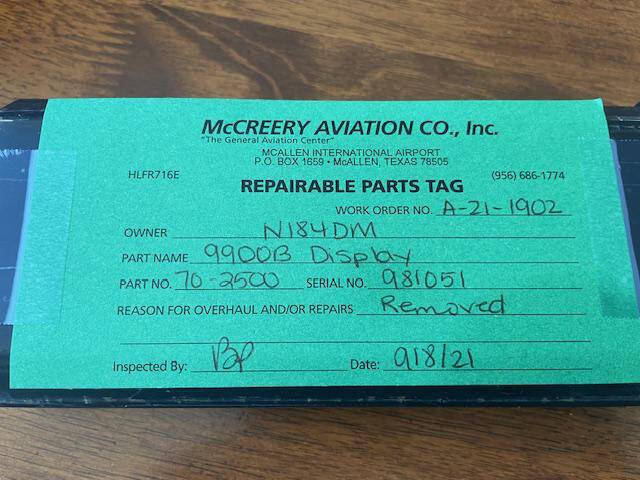 McCREERY AVIATION CO., Inc.
"The General Aviation Center"
MCALLEN INTERNATIONAL AIRPORT
P.O. BOX 1659 • McALLEN, TEXAS 78505
HLFR716E (956) 686-1774
REPAIRABLE PARTS TAG
WORK ORDER NO. A-21-1902
OWNER N184DM
PART NAME 9900B Display
PART NO. 70-2500 SERIAL NO. 981051
REASON FOR OVERHAUL AND/OR REPAIRS Removed
Inspected By: BP Date: 9/8/21